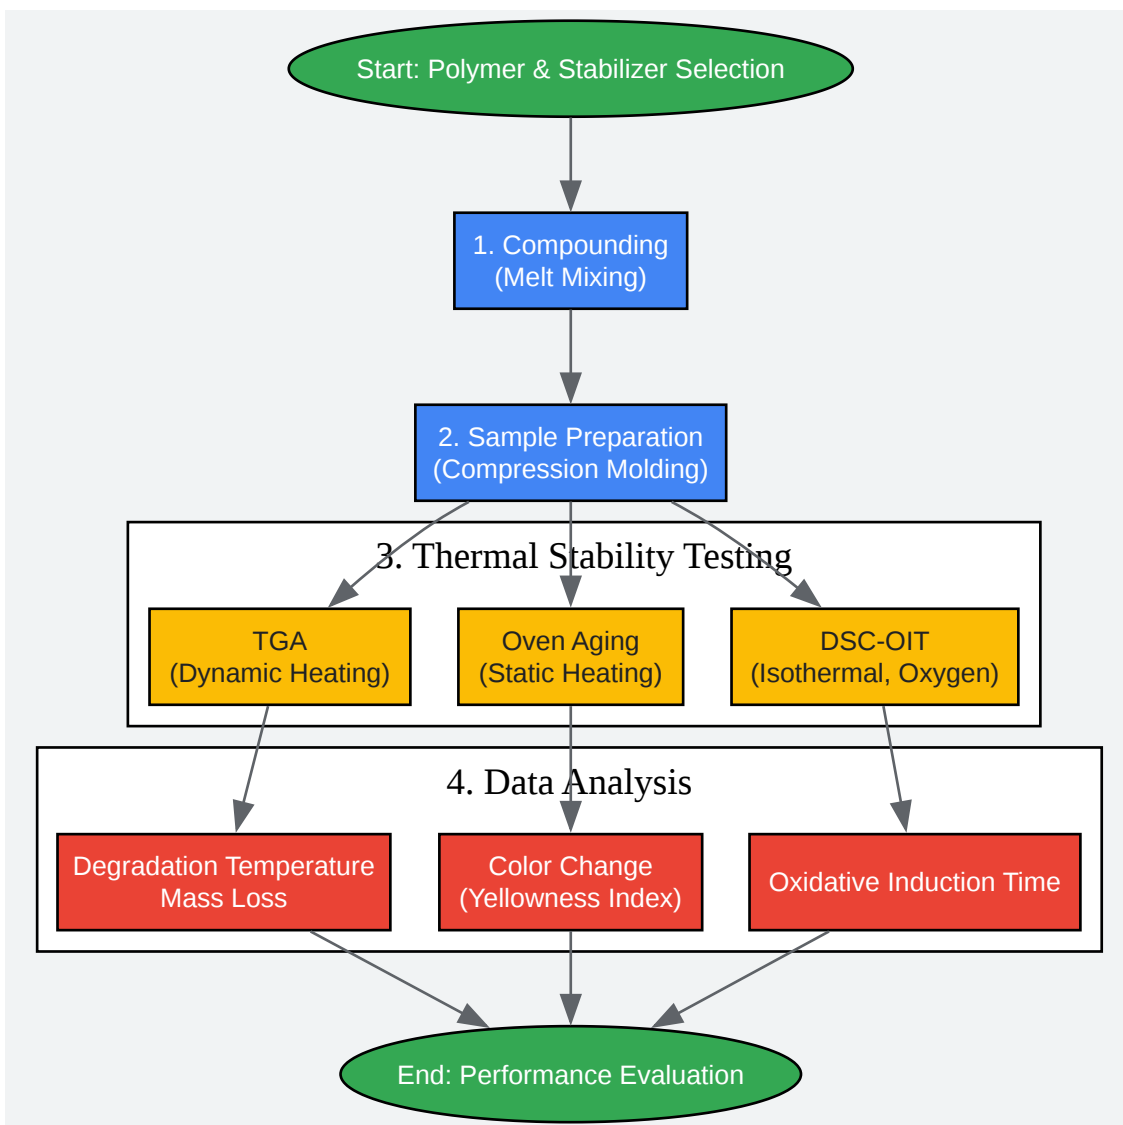 Start: Polymer & Stabilizer Selection
1. Compounding
(Melt Mixing)
2. Sample Preparation
(Compression Molding)
3. Thermal Stability Testing
TGA
(Dynamic Heating)
Oven Aging
(Static Heating)
DSC-OIT
(Isothermal, Oxygen)
4. Data Analysis
Degradation Temperature
Mass Loss
Color Change
(Yellowness Index)
Oxidative Induction Time
End: Performance Evaluation